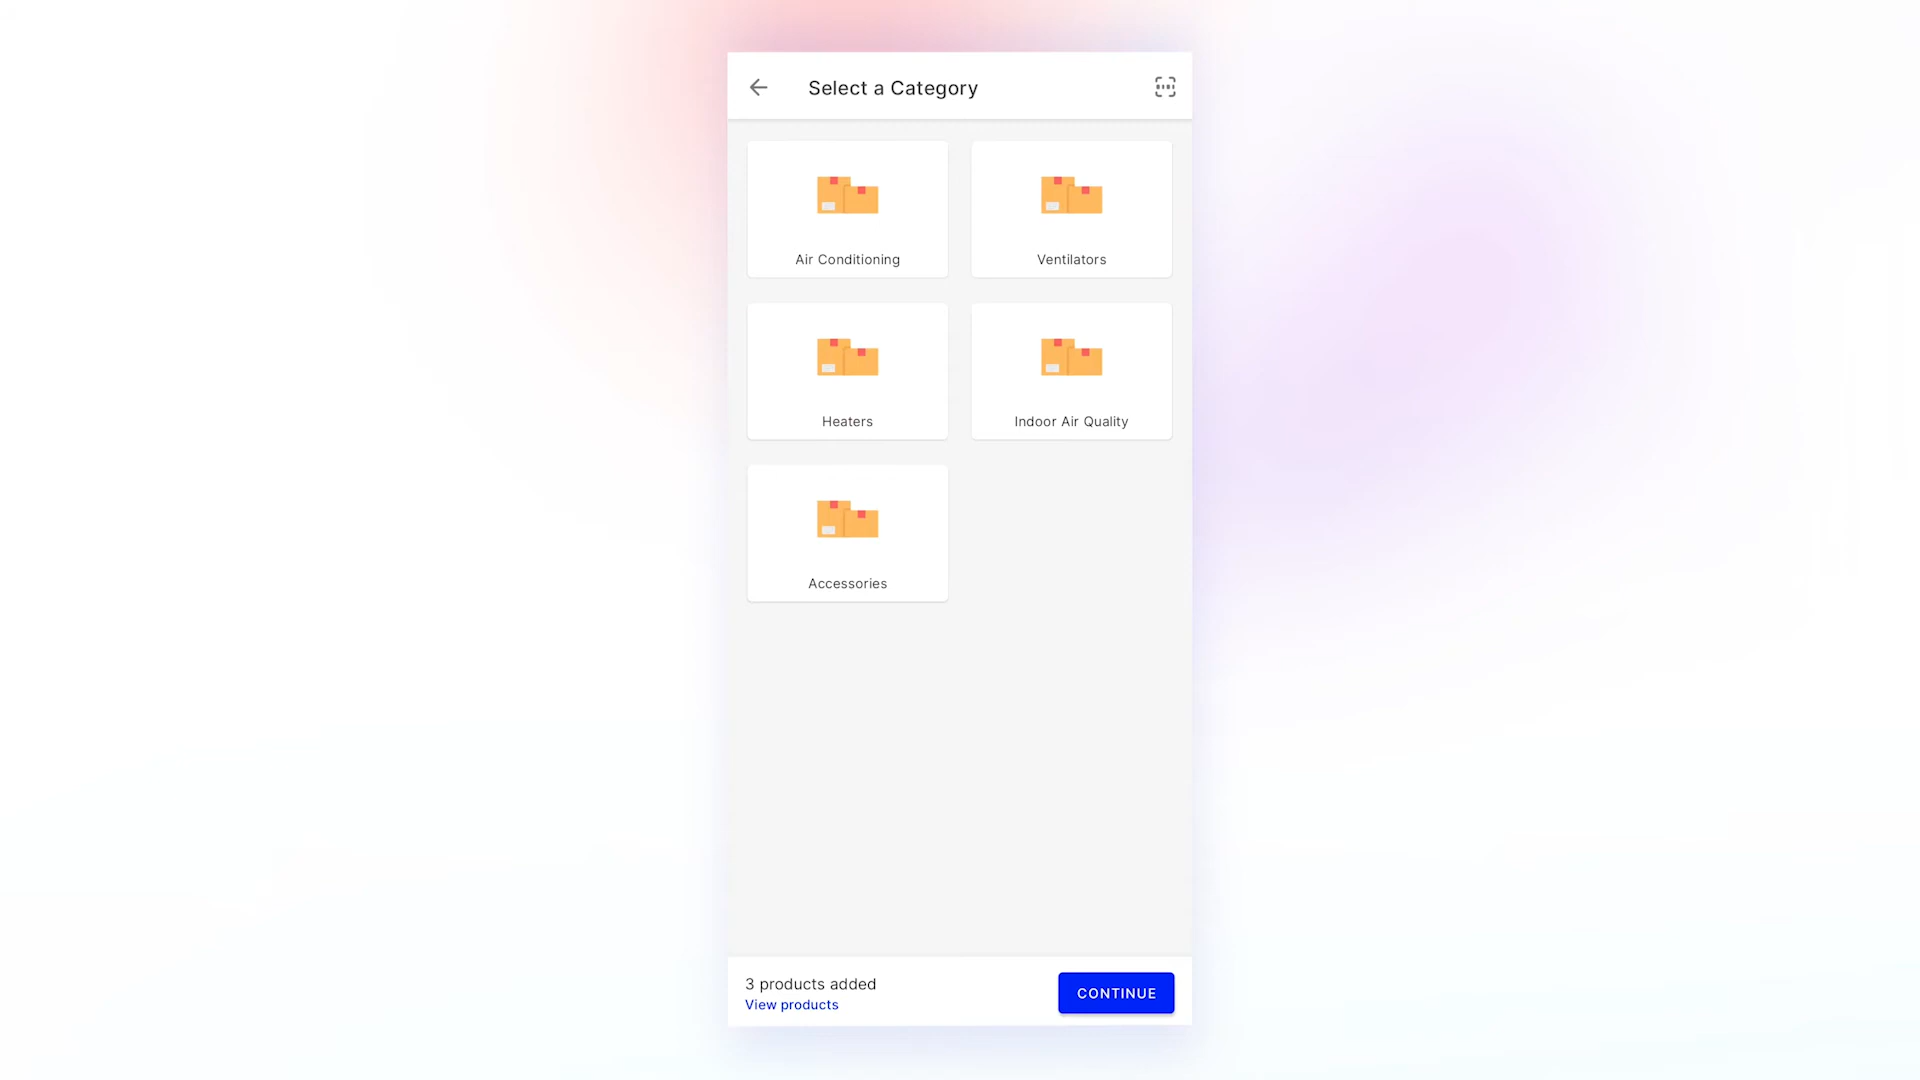 Select a Category
Air Conditioning
Ventilators
Heaters
Indoor Air Quality
Accessories
3 products added
View products
CONTINUE